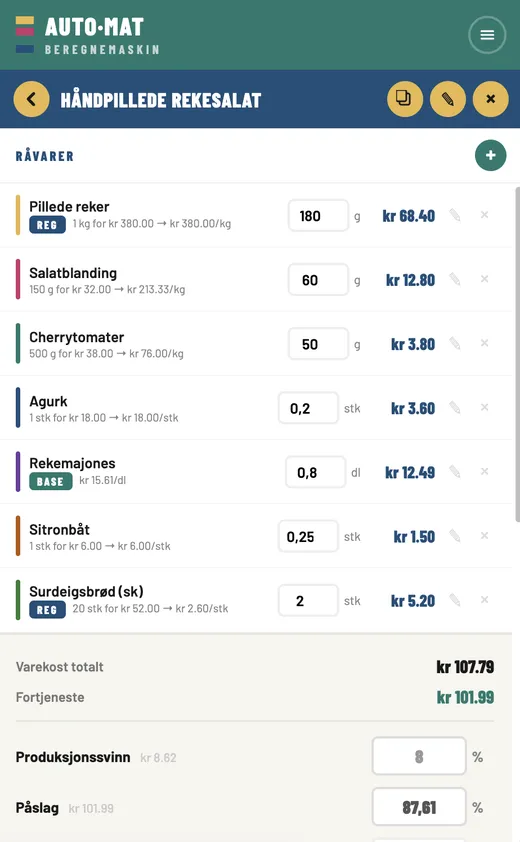 AUTO·MAT
BEREGNEMASKIN
HÅNDPILLEDE REKESALAT
RÅVARER
Pillede reker
REG 1 kg for kr 380.00 → kr 380.00/kg
180 g kr 68.40
Salatblanding
150 g for kr 32.00 → kr 213.33/kg
60 g kr 12.80
Cherrytomater
500 g for kr 38.00 → kr 76.00/kg
50 g kr 3.80
Agurk
1 stk for kr 18.00 → kr 18.00/stk
0,2 stk kr 3.60
Rekemajones
BASE kr 15.61/dl
0,8 dl kr 12.49
Sitronbåt
1 stk for kr 6.00 → kr 6.00/stk
0,25 stk kr 1.50
Surdeigsbrød (sk)
REG 20 stk for kr 52.00 → kr 2.60/stk
2 stk kr 5.20
Varekost totalt kr 107.79
Fortjeneste kr 101.99
Produksjonssvinn kr 8.62 8 %
Påslag kr 101.99 87,61 %